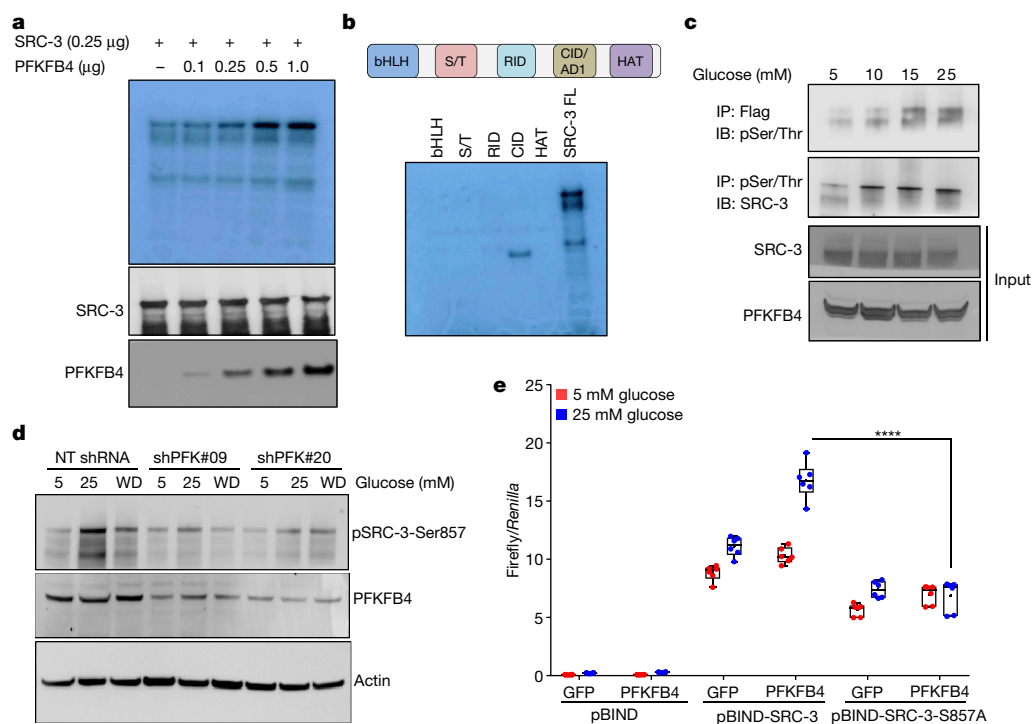 a
SRC-3 (0.25 μg) + + + + +
PFKFB4 (μg) – 0.1 0.25 0.5 1.0
SRC-3
PFKFB4
b
bHLH S/T RID CID/AD1 HAT
bHLH S/T RID CID HAT SRC-3 FL
c
Glucose (mM) 5 10 15 25
IP: Flag
IB: pSer/Thr
IP: pSer/Thr
IB: SRC-3
SRC-3
PFKFB4
Input
d
NT shRNA shPFK#09 shPFK#20
5 25 WD 5 25 WD 5 25 WD Glucose (mM)
pSRC-3-Ser857
PFKFB4
Actin
e
5 mM glucose
25 mM glucose
****
Firefly/Renilla
25
20
15
10
5
0
GFP PFKFB4 GFP PFKFB4 GFP PFKFB4
pBIND pBIND-SRC-3 pBIND-SRC-3-S857A